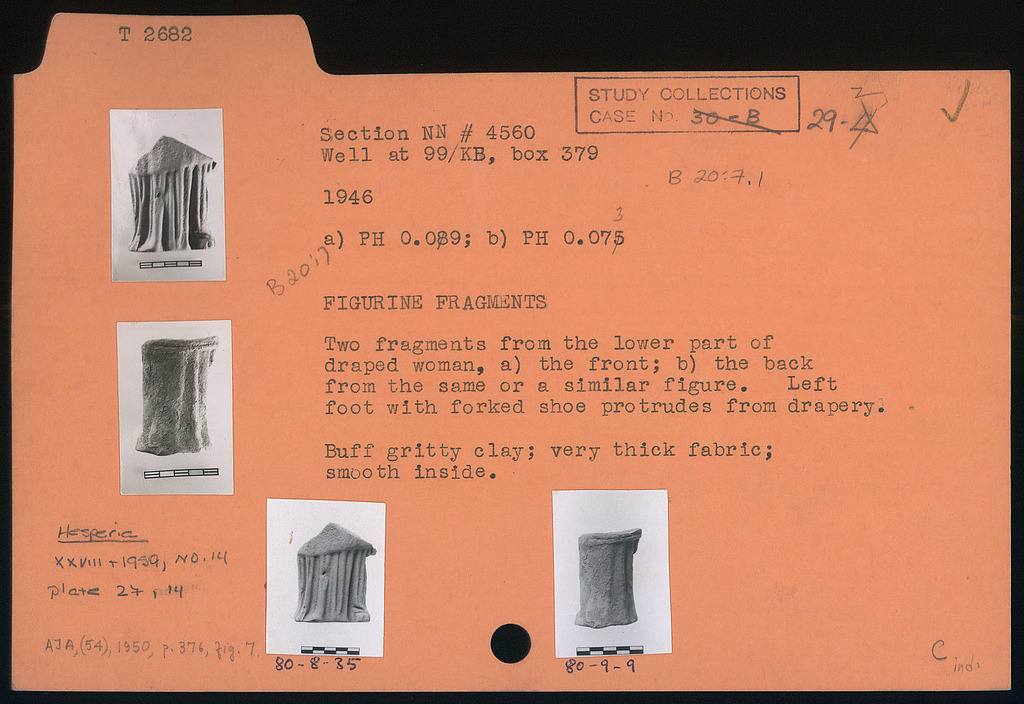 T 2682
STUDY COLLECTIONS
CASE No. 30-B
29-
Section NN # 4560
Well at 99/KB, box 379
B 20:7.1
1946
3
a) PH 0.089; b) PH 0.075
B 20:17
FIGURINE FRAGMENTS
Two fragments from the lower part of
draped woman, a) the front; b) the back
from the same or a similar figure. Left
foot with forked shoe protrudes from drapery.
Buff gritty clay; very thick fabric;
smooth inside.
Hesperia
XXVIII - 1959, NO. 14
plate 27, 14
AJA, (54), 1950, p. 376, fig. 7.
80-8-35
80-9-9
C
ind.